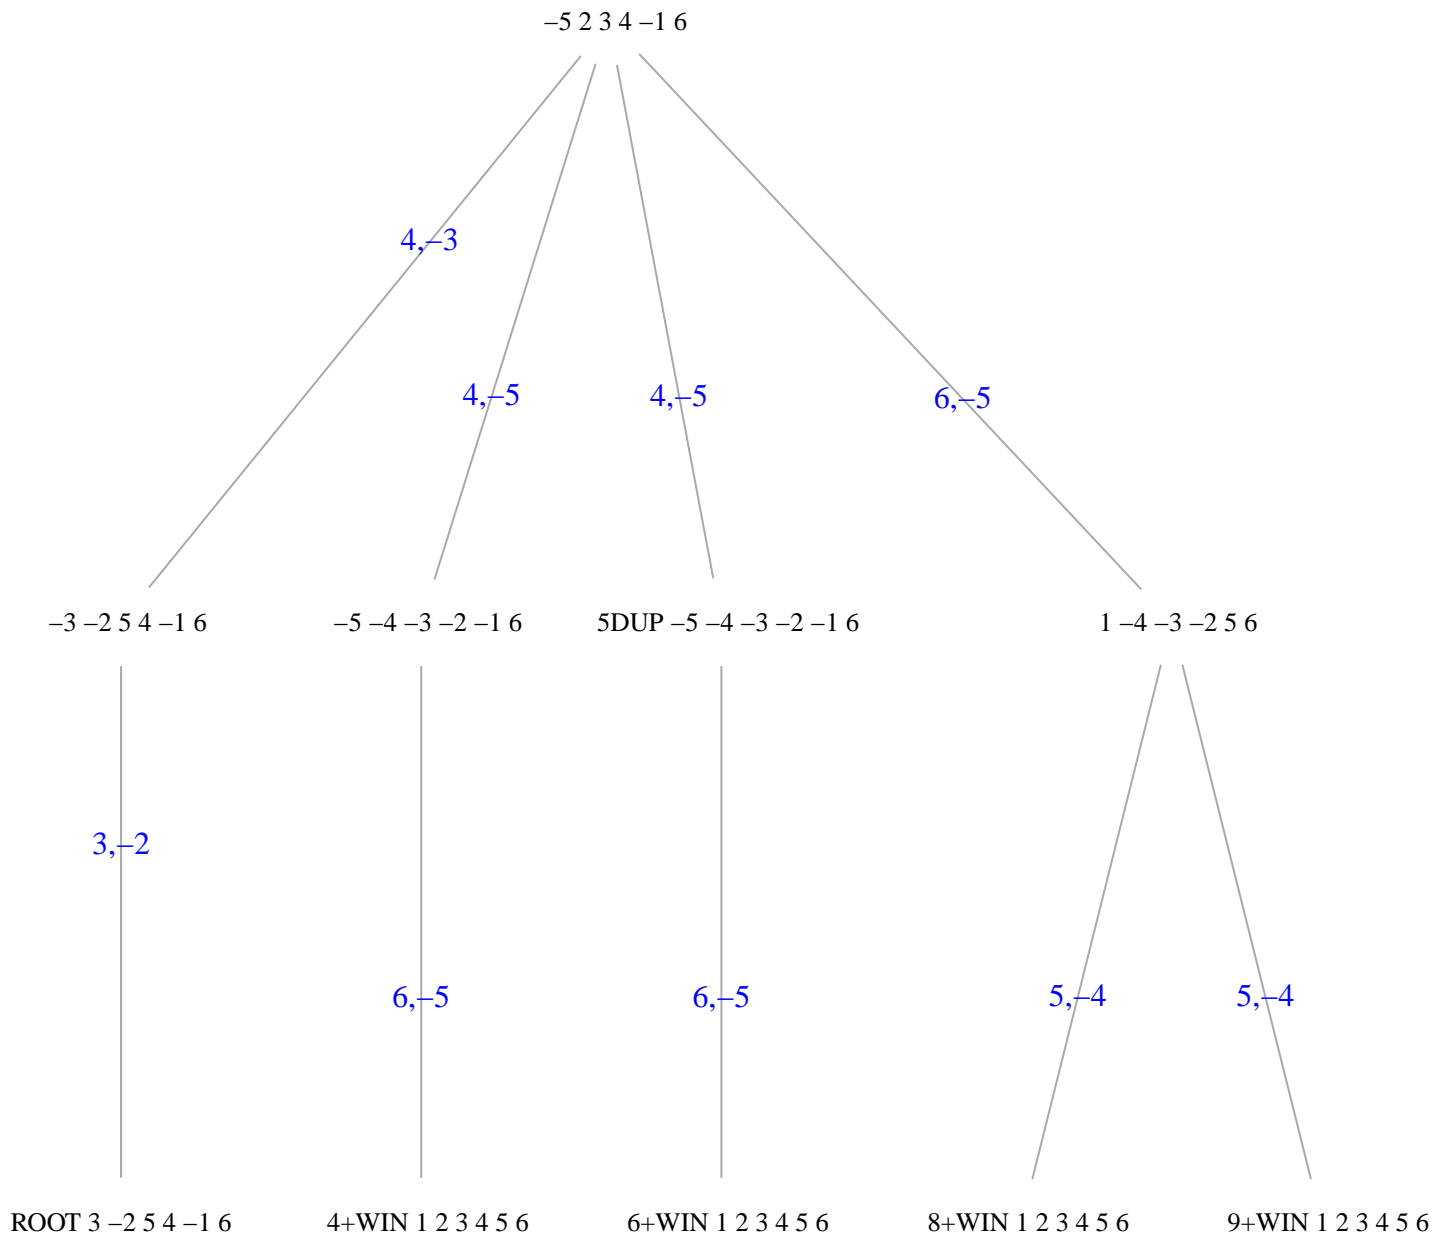 –5 2 3 4 –1 6
4,–3
4,–5
4,–5
6,–5
–3 –2 5 4 –1 6
–5 –4 –3 –2 –1 6
5DUP –5 –4 –3 –2 –1 6
1 –4 –3 –2 5 6
3,–2
6,–5
6,–5
5,–4
5,–4
ROOT 3 –2 5 4 –1 6
4+WIN 1 2 3 4 5 6
6+WIN 1 2 3 4 5 6
8+WIN 1 2 3 4 5 6
9+WIN 1 2 3 4 5 6